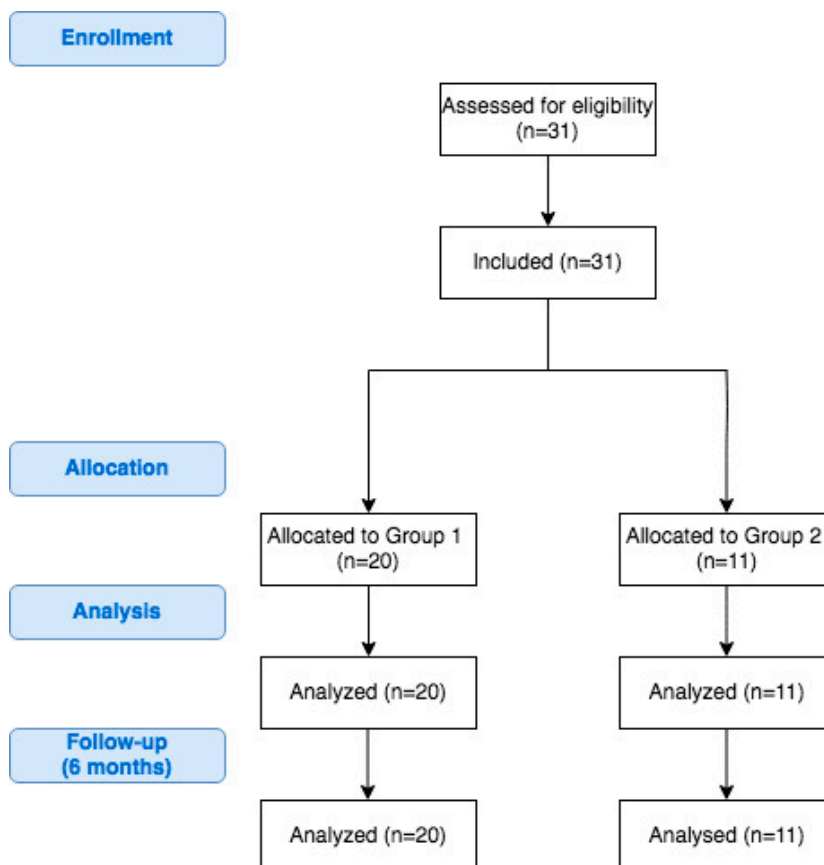 Enrollment
Assessed for eligibility
(n=31)
Included (n=31)
Allocation
Allocated to Group 1
(n=20)
Allocated to Group 2
(n=11)
Analysis
Analyzed (n=20)
Analyzed (n=11)
Follow-up
(6 months)
Analyzed (n=20)
Analysed (n=11)